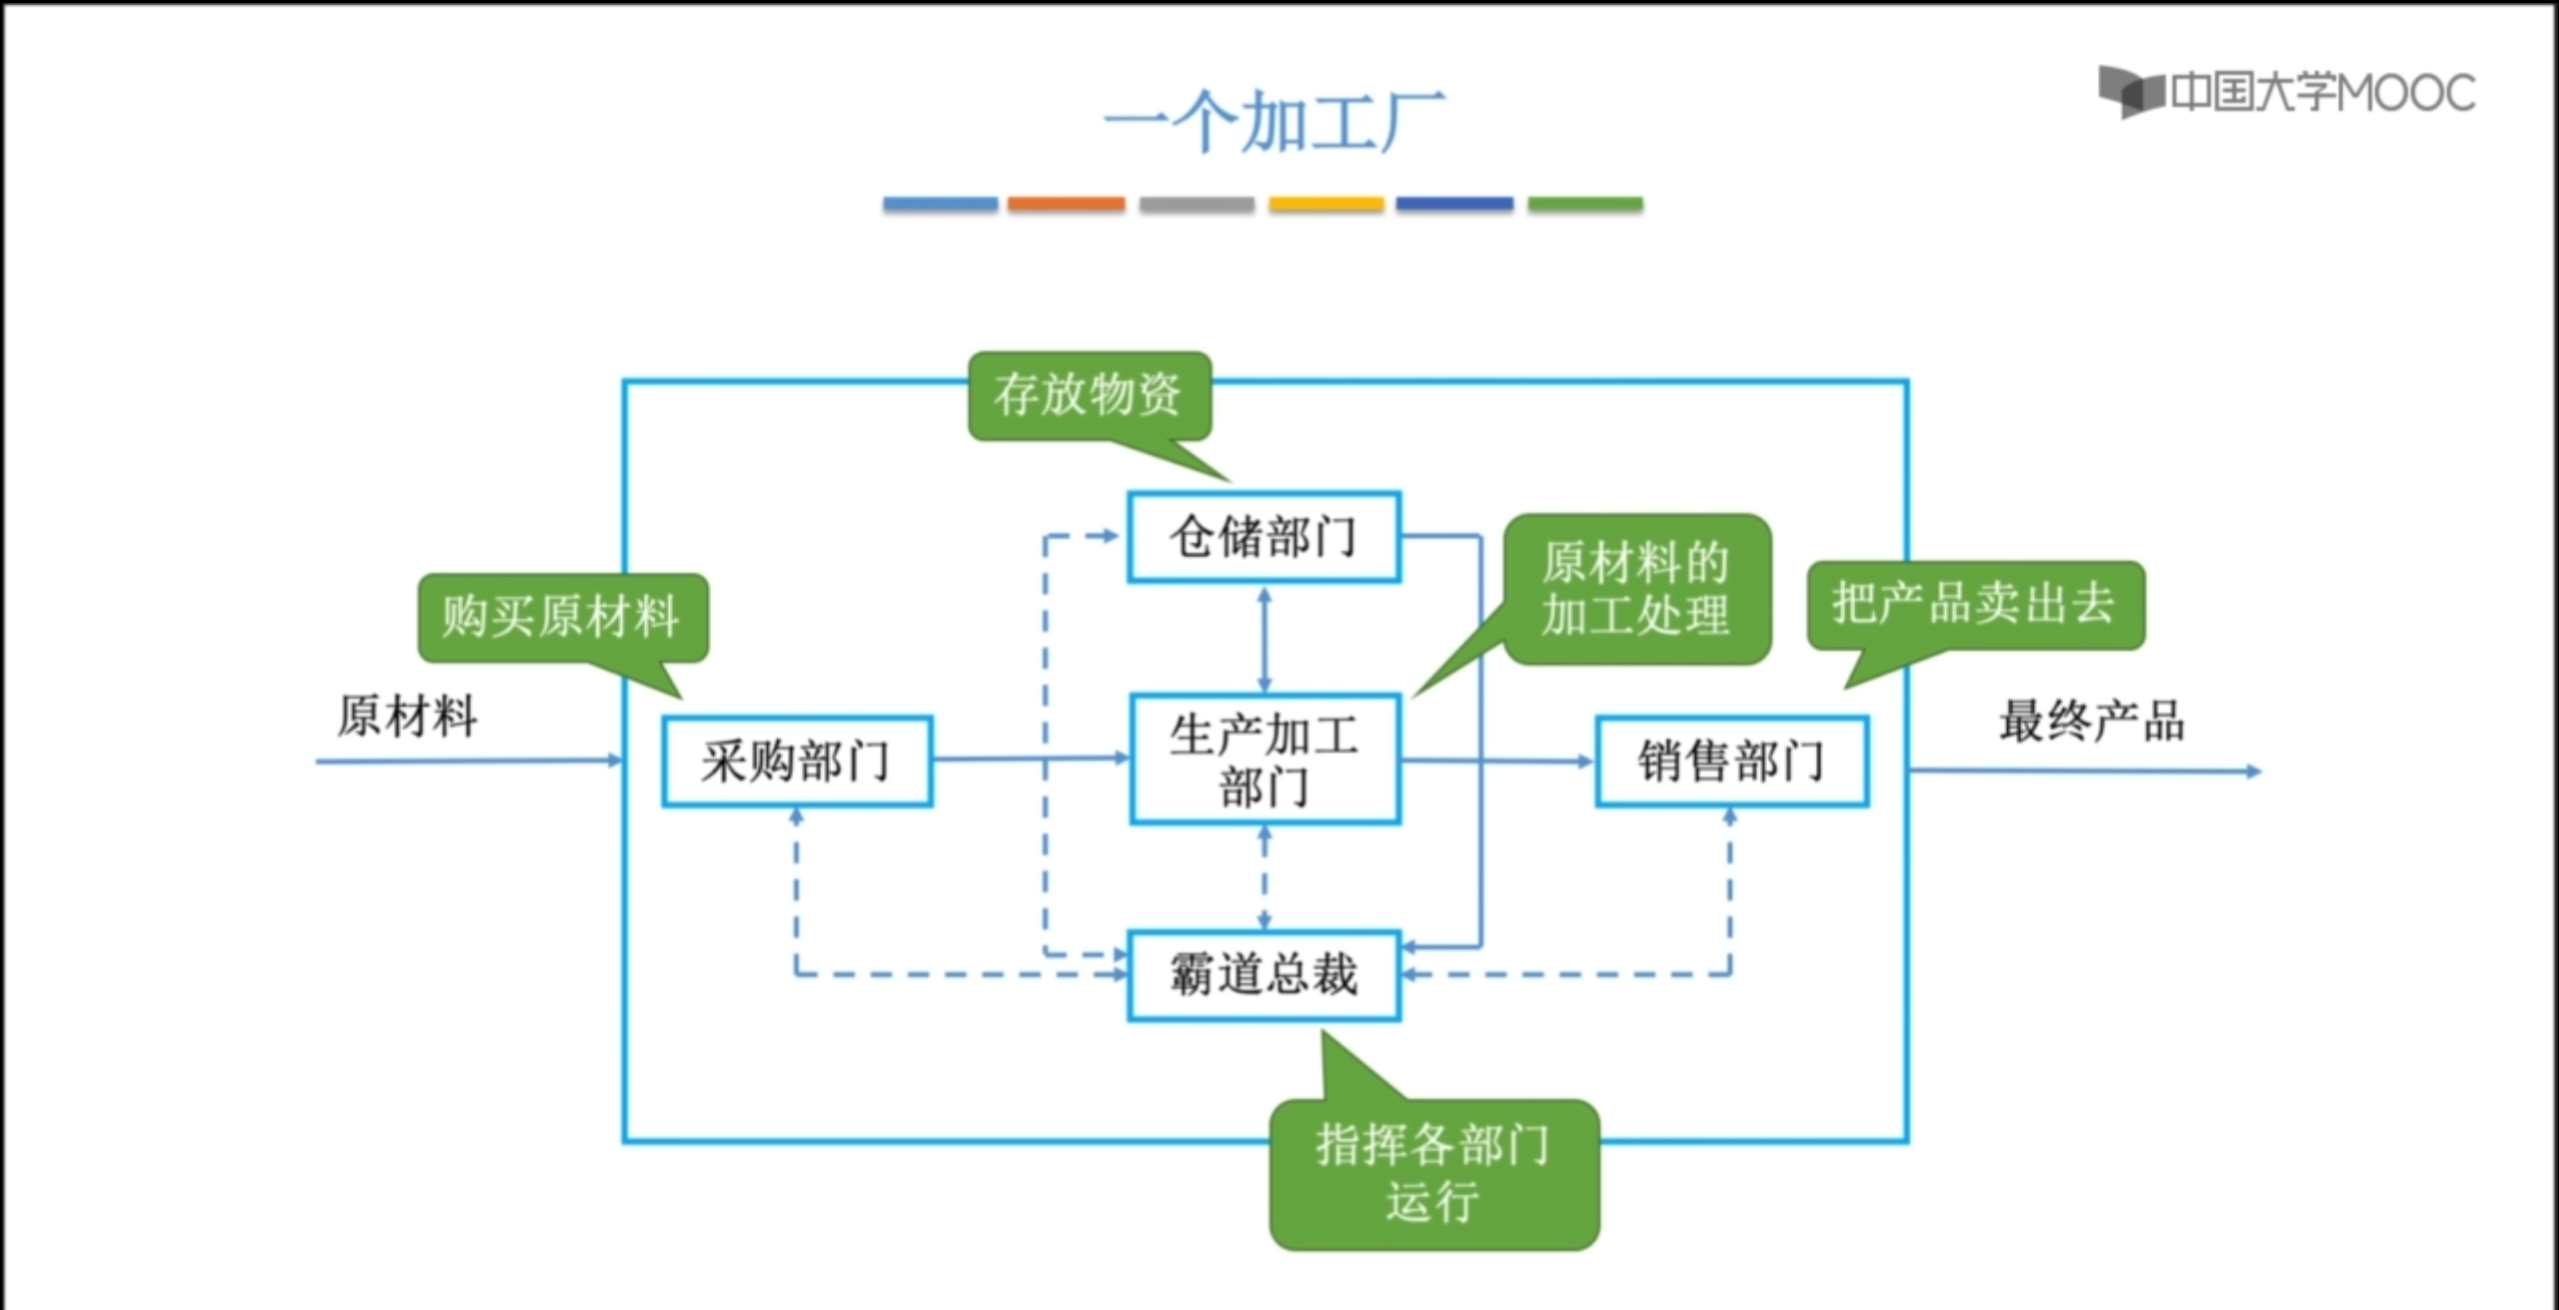 中国大学MOOC
一个加工厂
存放物资
仓储部门
原材料的
加工处理
购买原材料
把产品卖出去
原材料
最终产品
采购部门
生产加工
部门
销售部门
霸道总裁
指挥各部门
运行